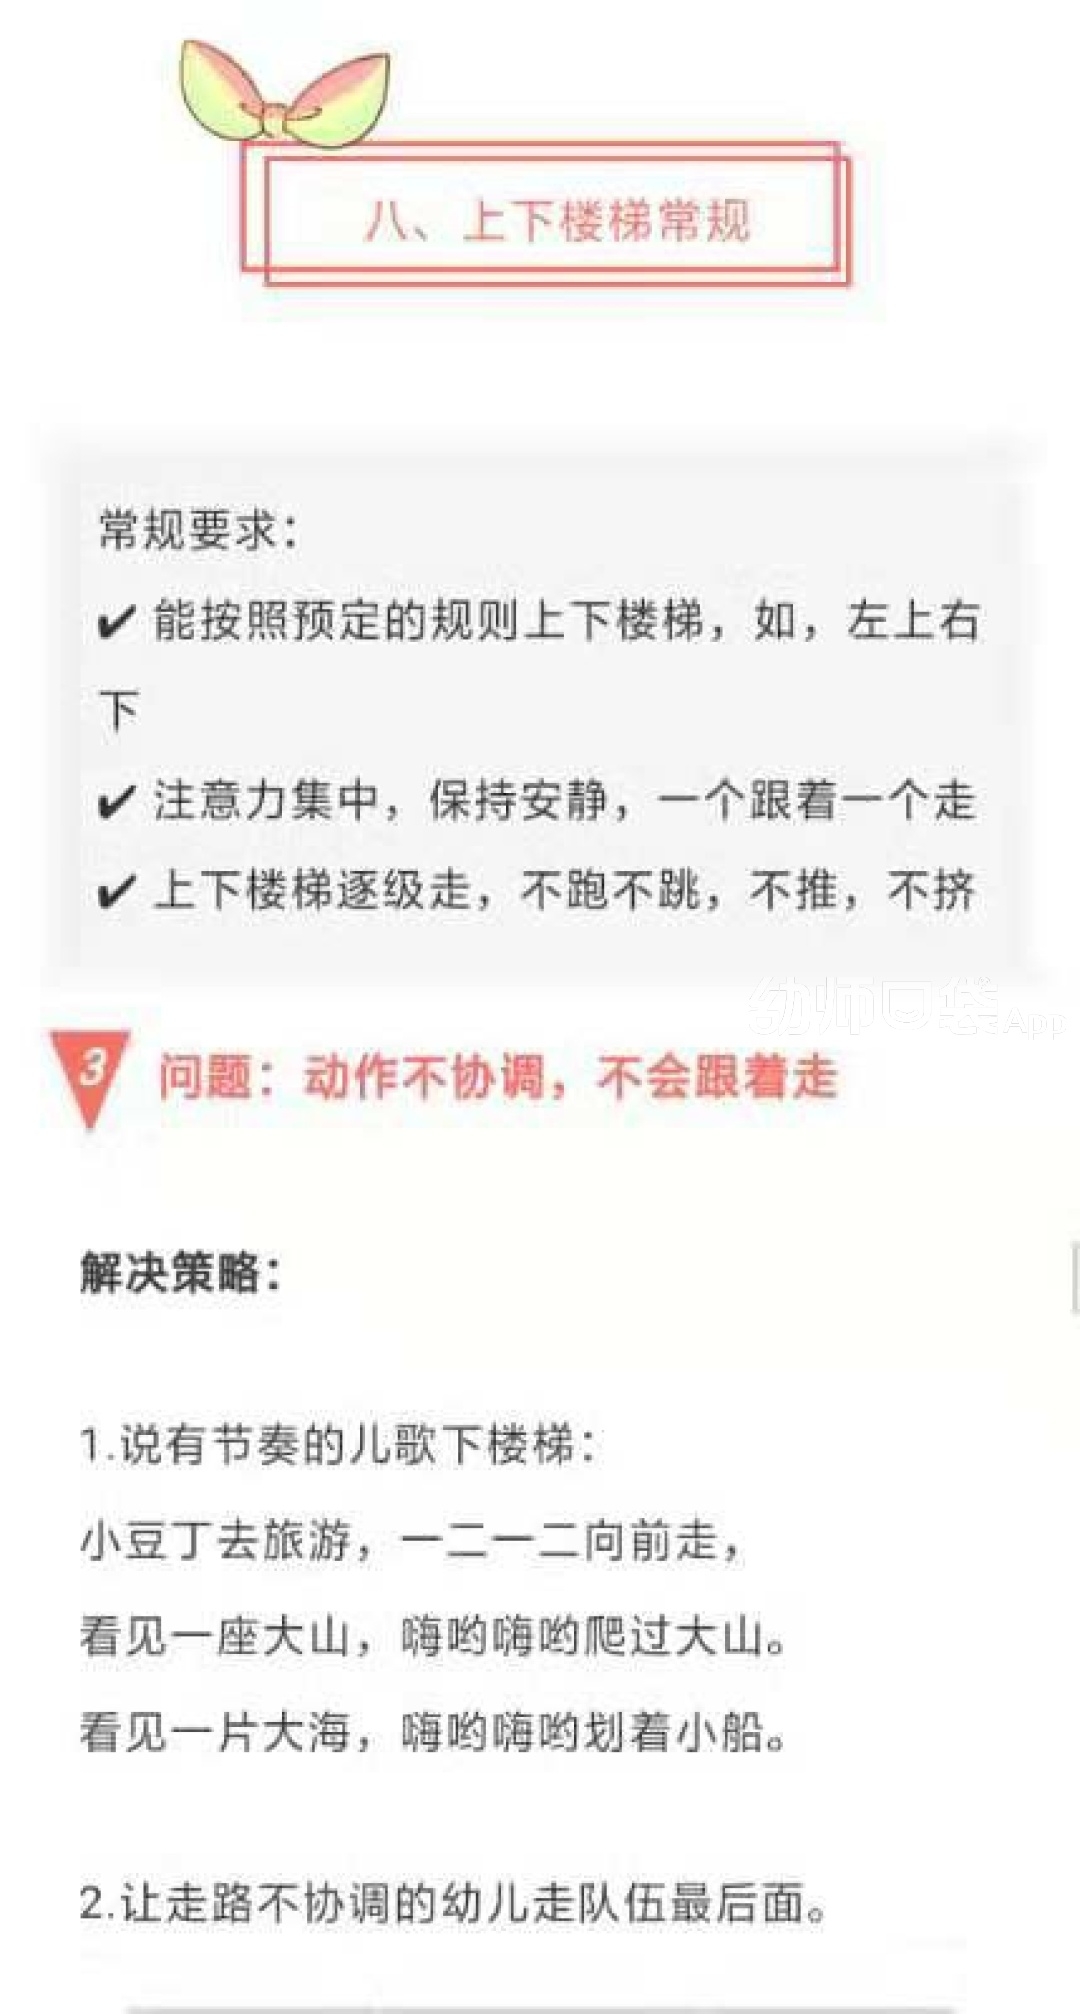 八、上下楼梯常规
常规要求：
✔ 能按照预定的规则上下楼梯，如，左上右
下
✔ 注意力集中，保持安静，一个跟着一个走
✔ 上下楼梯逐级走，不跑不跳，不推，不挤
幼师口袋App
3 问题：动作不协调，不会跟着走
解决策略：
1.说有节奏的儿歌下楼梯：
小豆丁去旅游，一二一二向前走，
看见一座大山，嗨哟嗨哟爬过大山。
看见一片大海，嗨哟嗨哟划着小船。
2.让走路不协调的幼儿走队伍最后面。